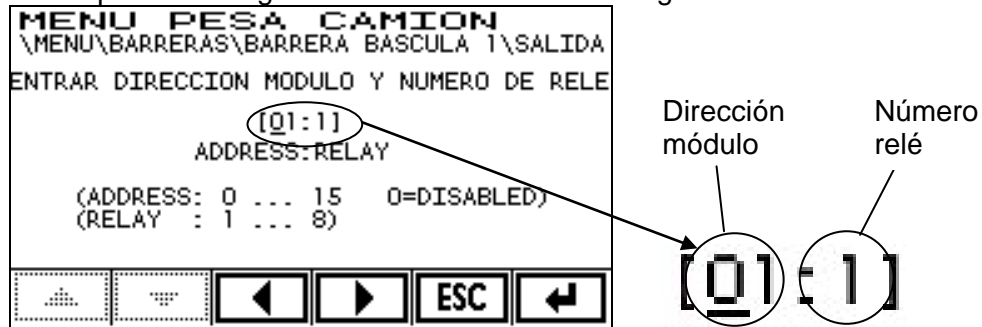 MENU PESA CAMION
\MENU\BARRERAS\BARRERA BASCULA 1\SALIDA
ENTRAR DIRECCION MODULO Y NUMERO DE RELE
[01:1]
ADDRESS:RELAY
(ADDRESS: 0 ... 15 0=DISABLED)
(RELAY : 1 ... 8)
ESC
Dirección módulo
Número relé
[01:1]